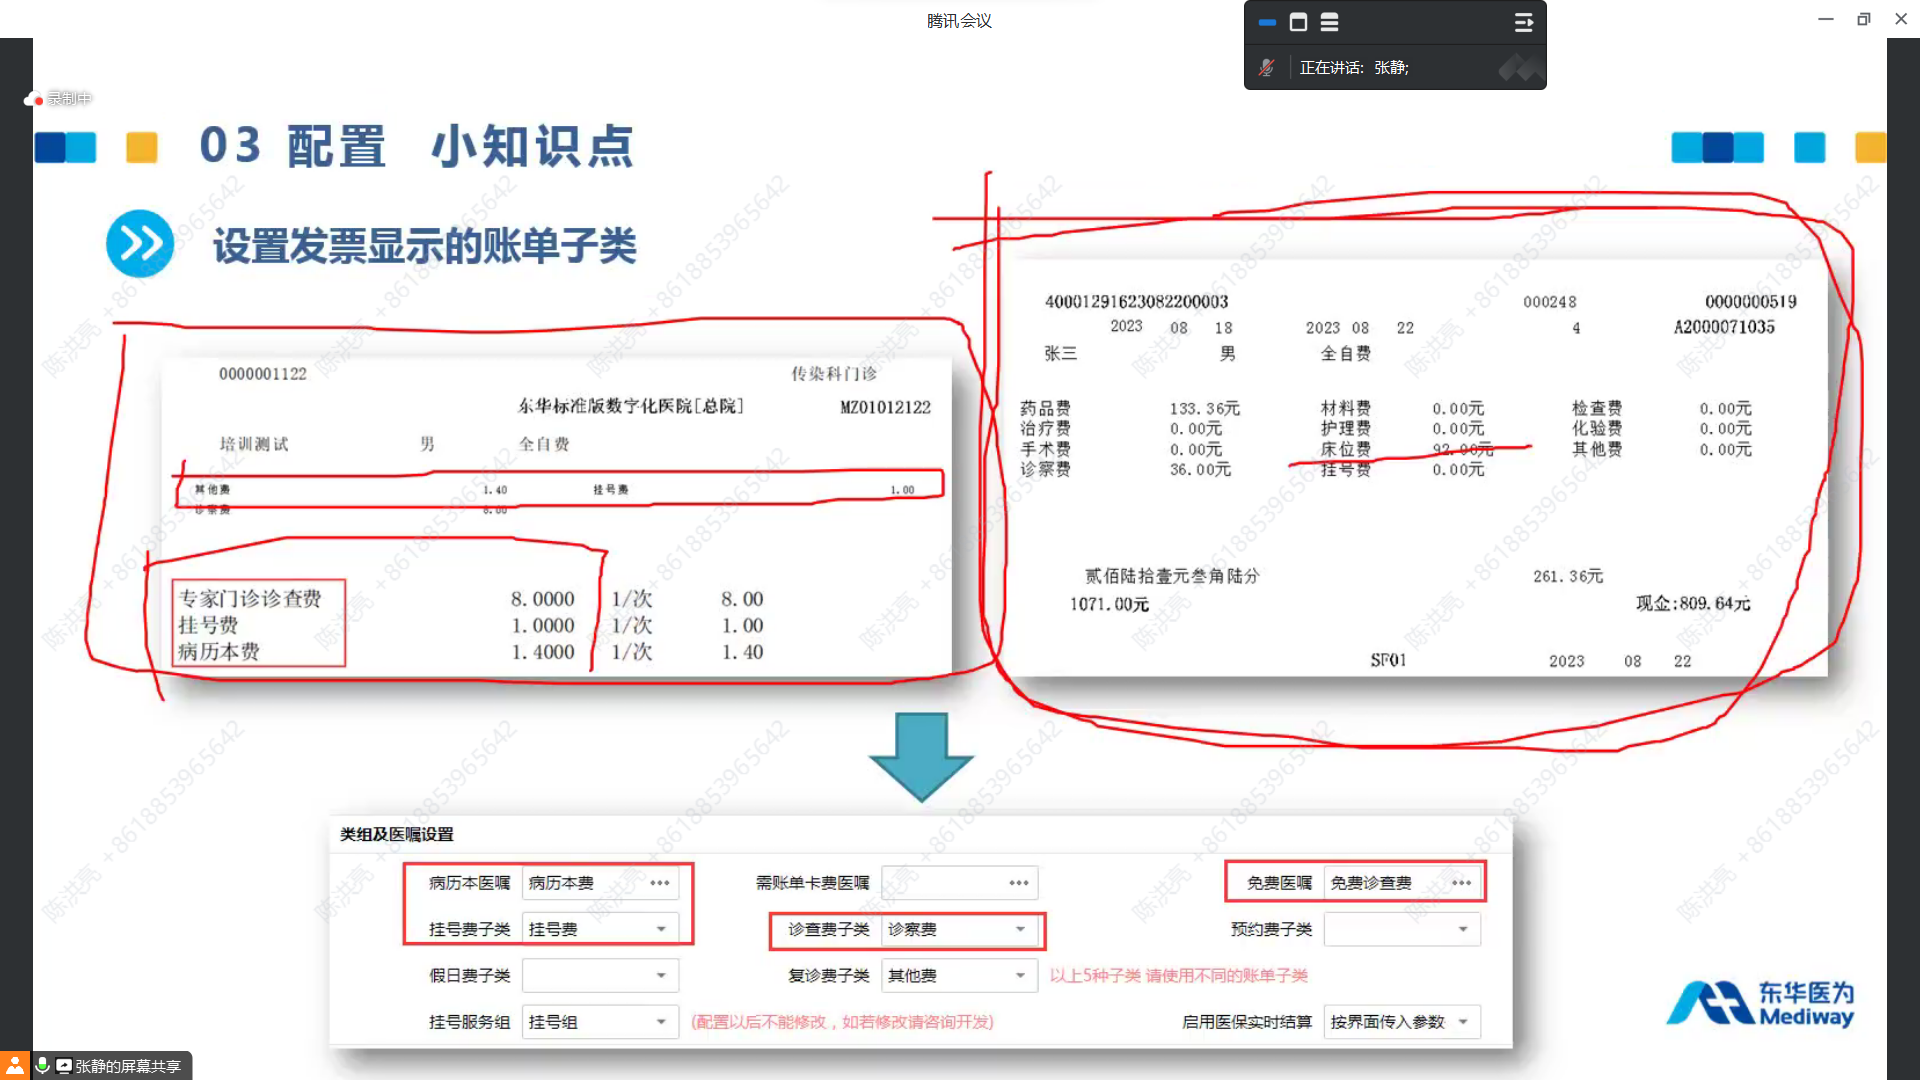 腾讯会议
正在讲话: 张静;
录制中
03 配置 小知识点
设置发票显示的账单子类
0000001122 传染科门诊
东华标准版数字化医院[总院] MZ01012122
培训测试 男 全自费
其他费 1.40 挂号费 1.00
诊察费 8.00
专家门诊诊查费 8.0000 1/次 8.00
挂号费 1.0000 1/次 1.00
病历本费 1.4000 1/次 1.40
40001291623082200003 000248 0000000519
2023 08 18 2023 08 22 4 A2000071035
张三 男 全自费
药品费 133.36元 材料费 0.00元 检查费 0.00元
治疗费 0.00元 护理费 0.00元 化验费 0.00元
手术费 0.00元 床位费 92.00元 其他费 0.00元
诊察费 36.00元 挂号费 0.00元
贰佰陆拾壹元叁角陆分 261.36元
1071.00元 现金:809.64元
SF01 2023 08 22
类组及医嘱设置
病历本医嘱 病历本费 ••• 需账单卡费医嘱 ••• 免费医嘱 免费诊查费 •••
挂号费子类 挂号费 诊查费子类 诊察费 预约费子类
假日费子类 复诊费子类 其他费 以上5种子类 请使用不同的账单子类
挂号服务组 挂号组 (配置以后不能修改，如若修改请咨询开发) 启用医保实时结算 按界面传入参数
东华医为
Mediway
张静的屏幕共享
陈洪亮 +8618853965642